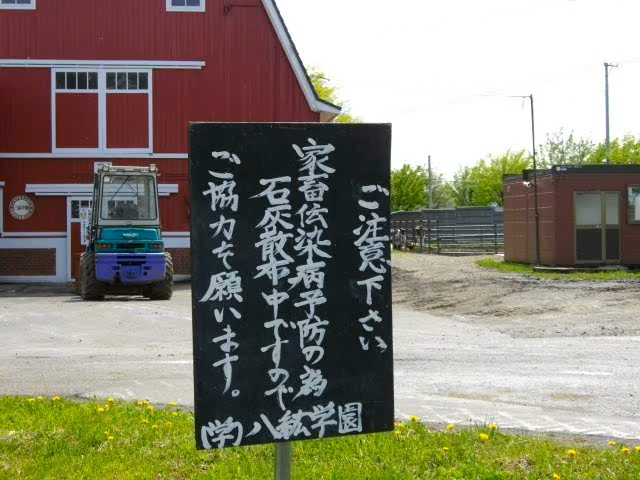 ご注意下さい
家畜伝染病予防の為
石灰散布中ですので
ご協力を願います。
(学)八紘学園